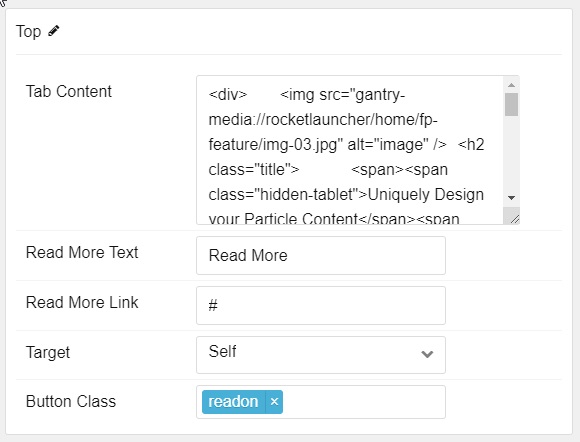 Top
Tab Content
<div> <img src="gantry-
media://rocketlauncher/home/fp-
feature/img-03.jpg" alt="image" /> <h2
class="title"> <span><span
class="hidden-tablet">Uniquely Design
your Particle Content</span><span
Read More Text
Read More
Read More Link
#
Target
Self
Button Class
readon ×